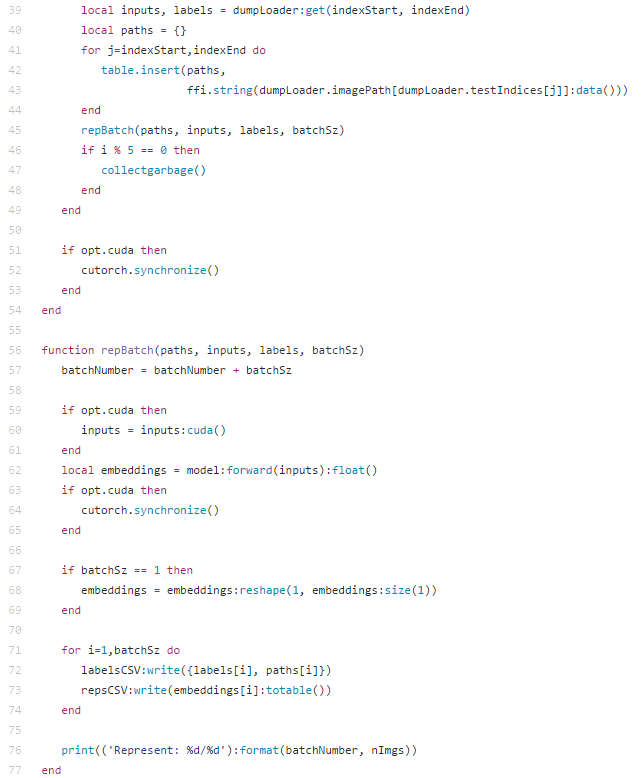 39 local inputs, labels = dumpLoader:get(indexStart, indexEnd)
40 local paths = {}
41 for j=indexStart,indexEnd do
42 table.insert(paths,
43 ffi.string(dumpLoader.imagePath[dumpLoader.testIndices[j]]:data()))
44 end
45 repBatch(paths, inputs, labels, batchSz)
46 if i % 5 == 0 then
47 collectgarbage()
48 end
49 end
50
51 if opt.cuda then
52 cutorch.synchronize()
53 end
54 end
55
56 function repBatch(paths, inputs, labels, batchSz)
57 batchNumber = batchNumber + batchSz
58
59 if opt.cuda then
60 inputs = inputs:cuda()
61 end
62 local embeddings = model:forward(inputs):float()
63 if opt.cuda then
64 cutorch.synchronize()
65 end
66
67 if batchSz == 1 then
68 embeddings = embeddings:reshape(1, embeddings:size(1))
69 end
70
71 for i=1,batchSz do
72 labelsCSV:write({labels[i], paths[i]})
73 repsCSV:write(embeddings[i]:totable())
74 end
75
76 print(('Represent: %d/%d'):format(batchNumber, nImgs))
77 end